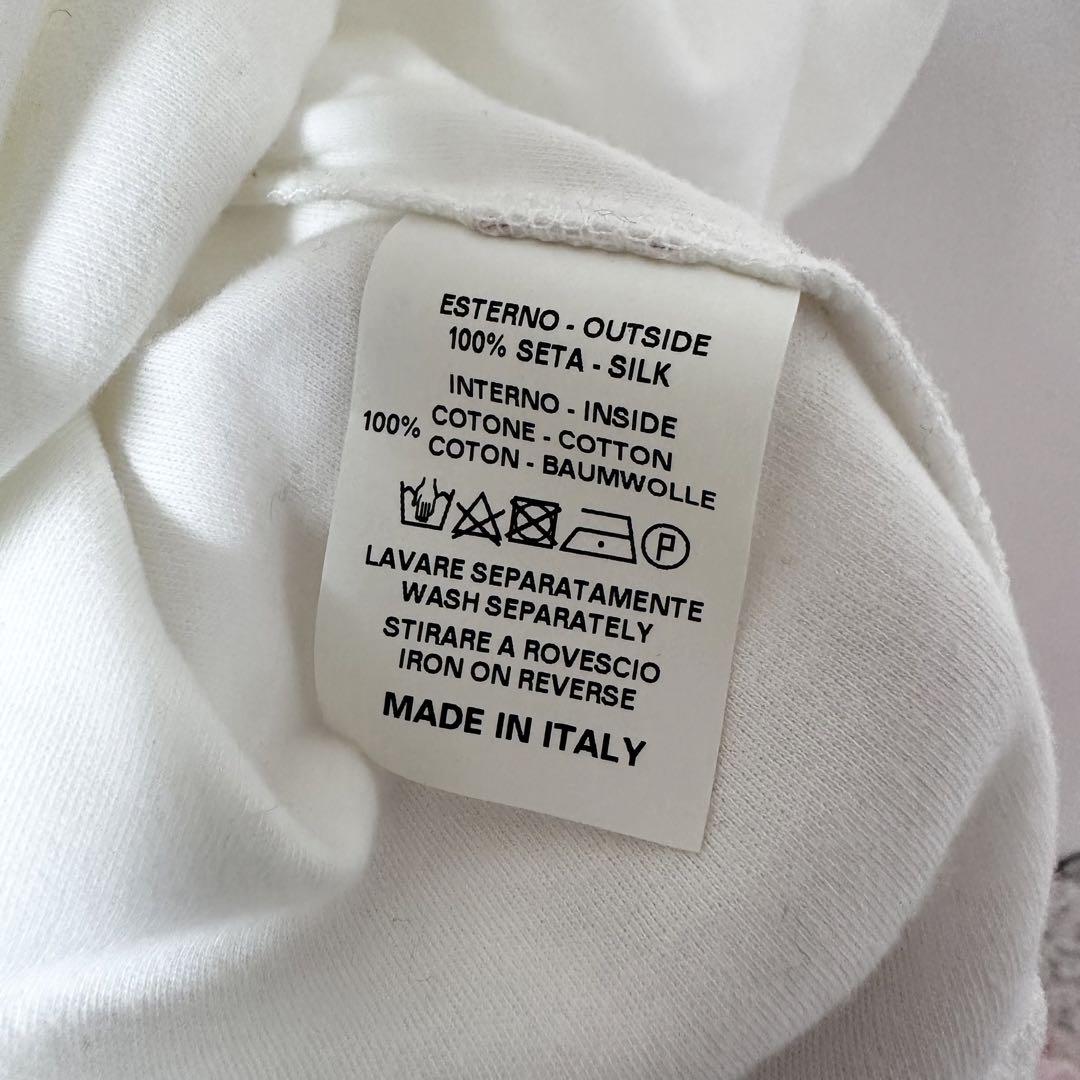 ESTERNO - OUTSIDE
100% SETA - SILK
INTERNO - INSIDE
100% COTONE - COTTON
COTON - BAUMWOLLE
P
LAVARE SEPARATAMENTE
WASH SEPARATELY
STIRARE A ROVESCIO
IRON ON REVERSE
MADE IN ITALY